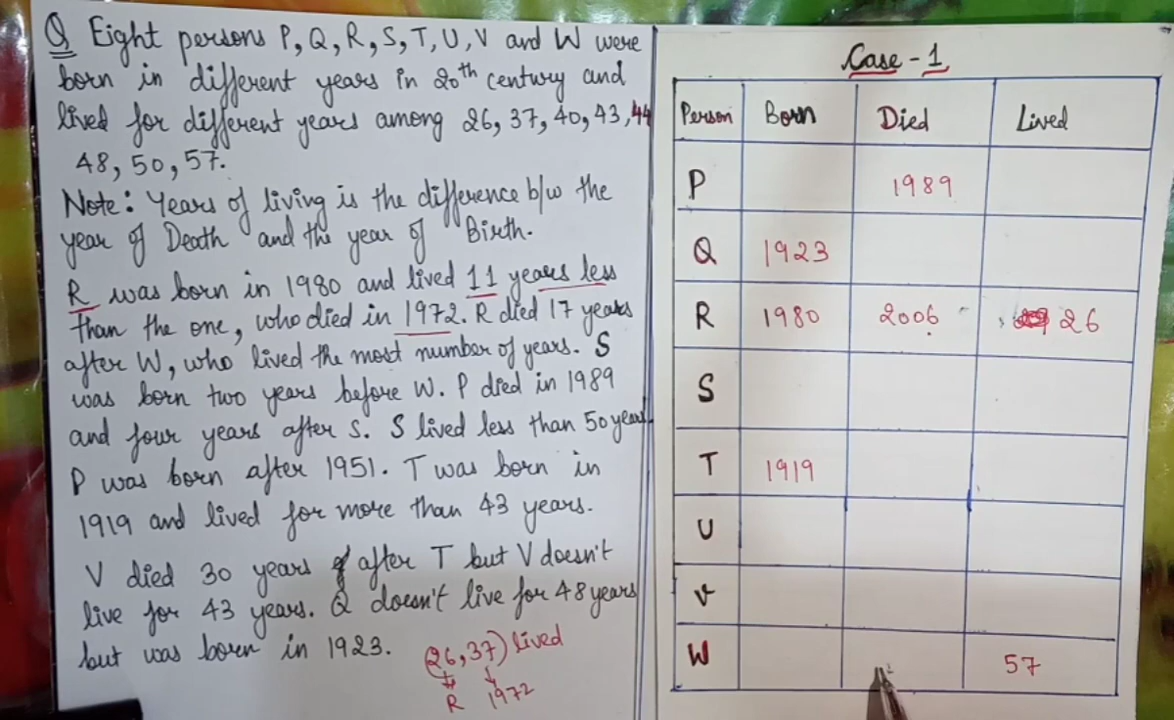 Q Eight persons P, Q, R, S, T, U, V and W were
born in different years in 20th century and
lived for different years among 26, 37, 40, 43, 44
48, 50, 57.
Note: Years of living is the difference b/w the
year of Death and the year of Birth.
R was born in 1980 and lived 11 years less
than the one, who died in 1972. R died 17 years
after W, who lived the most number of years. S
was born two years before W. P died in 1989
and four years after S. S lived less than 50 years
P was born after 1951. T was born in
1919 and lived for more than 43 years.
V died 30 years after T but V doesn't
live for 43 years. Q doesn't live for 48 years
but was born in 1923.
(26, 37) lived
R 1972
Case - 1
Person Born Died Lived
P 1989
Q 1923
R 1980 2006 26
S
T 1919
U
V
W 57